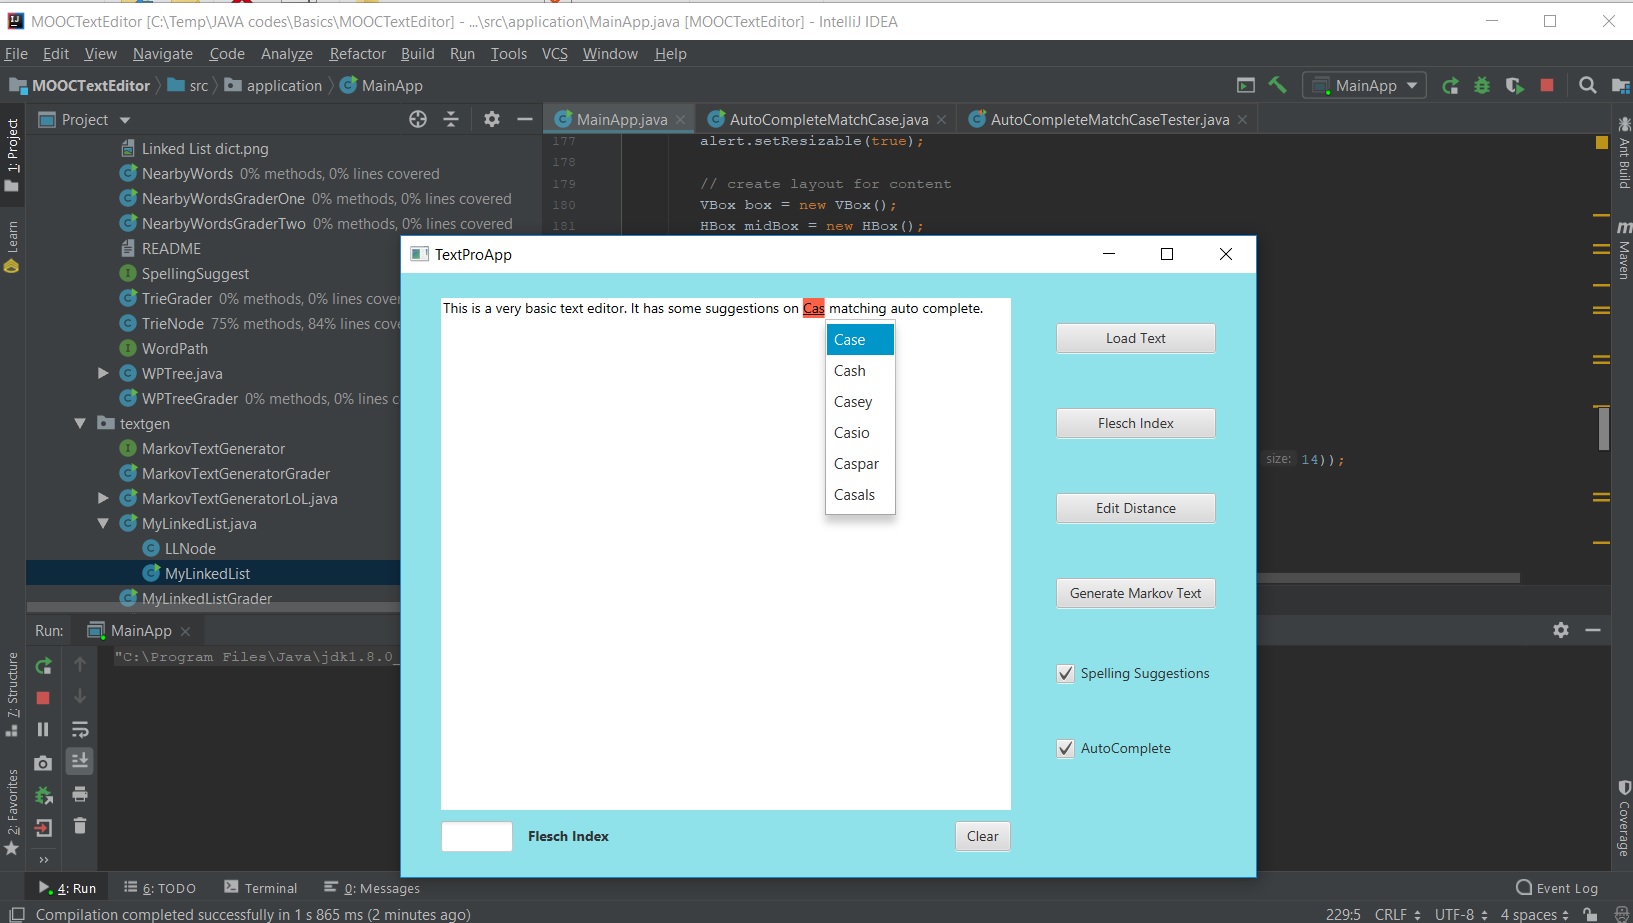 MOOCTextEditor [C:\Temp\JAVA codes\Basics\MOOCTextEditor] - ...\src\application\MainApp.java [MOOCTextEditor] - IntelliJ IDEA
File Edit View Navigate Code Analyze Refactor Build Run Tools VCS Window Help
MOOCTextEditor src application MainApp MainApp
Project MainApp.java AutoCompleteMatchCase.java AutoCompleteMatchCaseTester.java
1: Project
Learn
7: Structure
2: Favorites
Linked List dict.png
NearbyWords 0% methods, 0% lines covered
NearbyWordsGraderOne 0% methods, 0% lines covered
NearbyWordsGraderTwo 0% methods, 0% lines covered
README
SpellingSuggest
TrieGrader 0% methods, 0% lines cover
TrieNode 75% methods, 84% lines cove
WordPath
WPTree.java
WPTreeGrader 0% methods, 0% lines c
textgen
MarkovTextGenerator
MarkovTextGeneratorGrader
MarkovTextGeneratorLoL.java
MyLinkedList.java
LLNode
MyLinkedList
MyLinkedListGrader
177 alert.setResizable(true);
178
179 // create layout for content
180 VBox box = new VBox();
181 HBox midBox = new HBox();
size: 14));
Ant Build
Maven
Coverage
TextProApp
This is a very basic text editor. It has some suggestions on Cas matching auto complete.
Case
Cash
Casey
Casio
Caspar
Casals
Load Text
Flesch Index
Edit Distance
Generate Markov Text
Spelling Suggestions
AutoComplete
Flesch Index
Clear
Run: MainApp
"C:\Program Files\Java\jdk1.8.0_
4: Run 6: TODO Terminal 0: Messages Event Log
Compilation completed successfully in 1 s 865 ms (2 minutes ago) 229:5 CRLF UTF-8 4 spaces